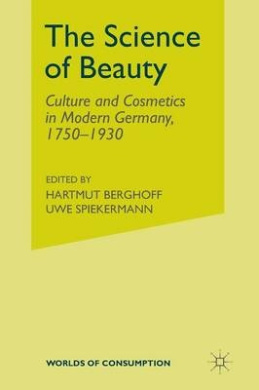 The Science
of Beauty
Culture and Cosmetics
in Modern Germany,
1750–1930
EDITED BY
HARTMUT BERGHOFF
UWE SPIEKERMANN
WORLDS OF CONSUMPTION